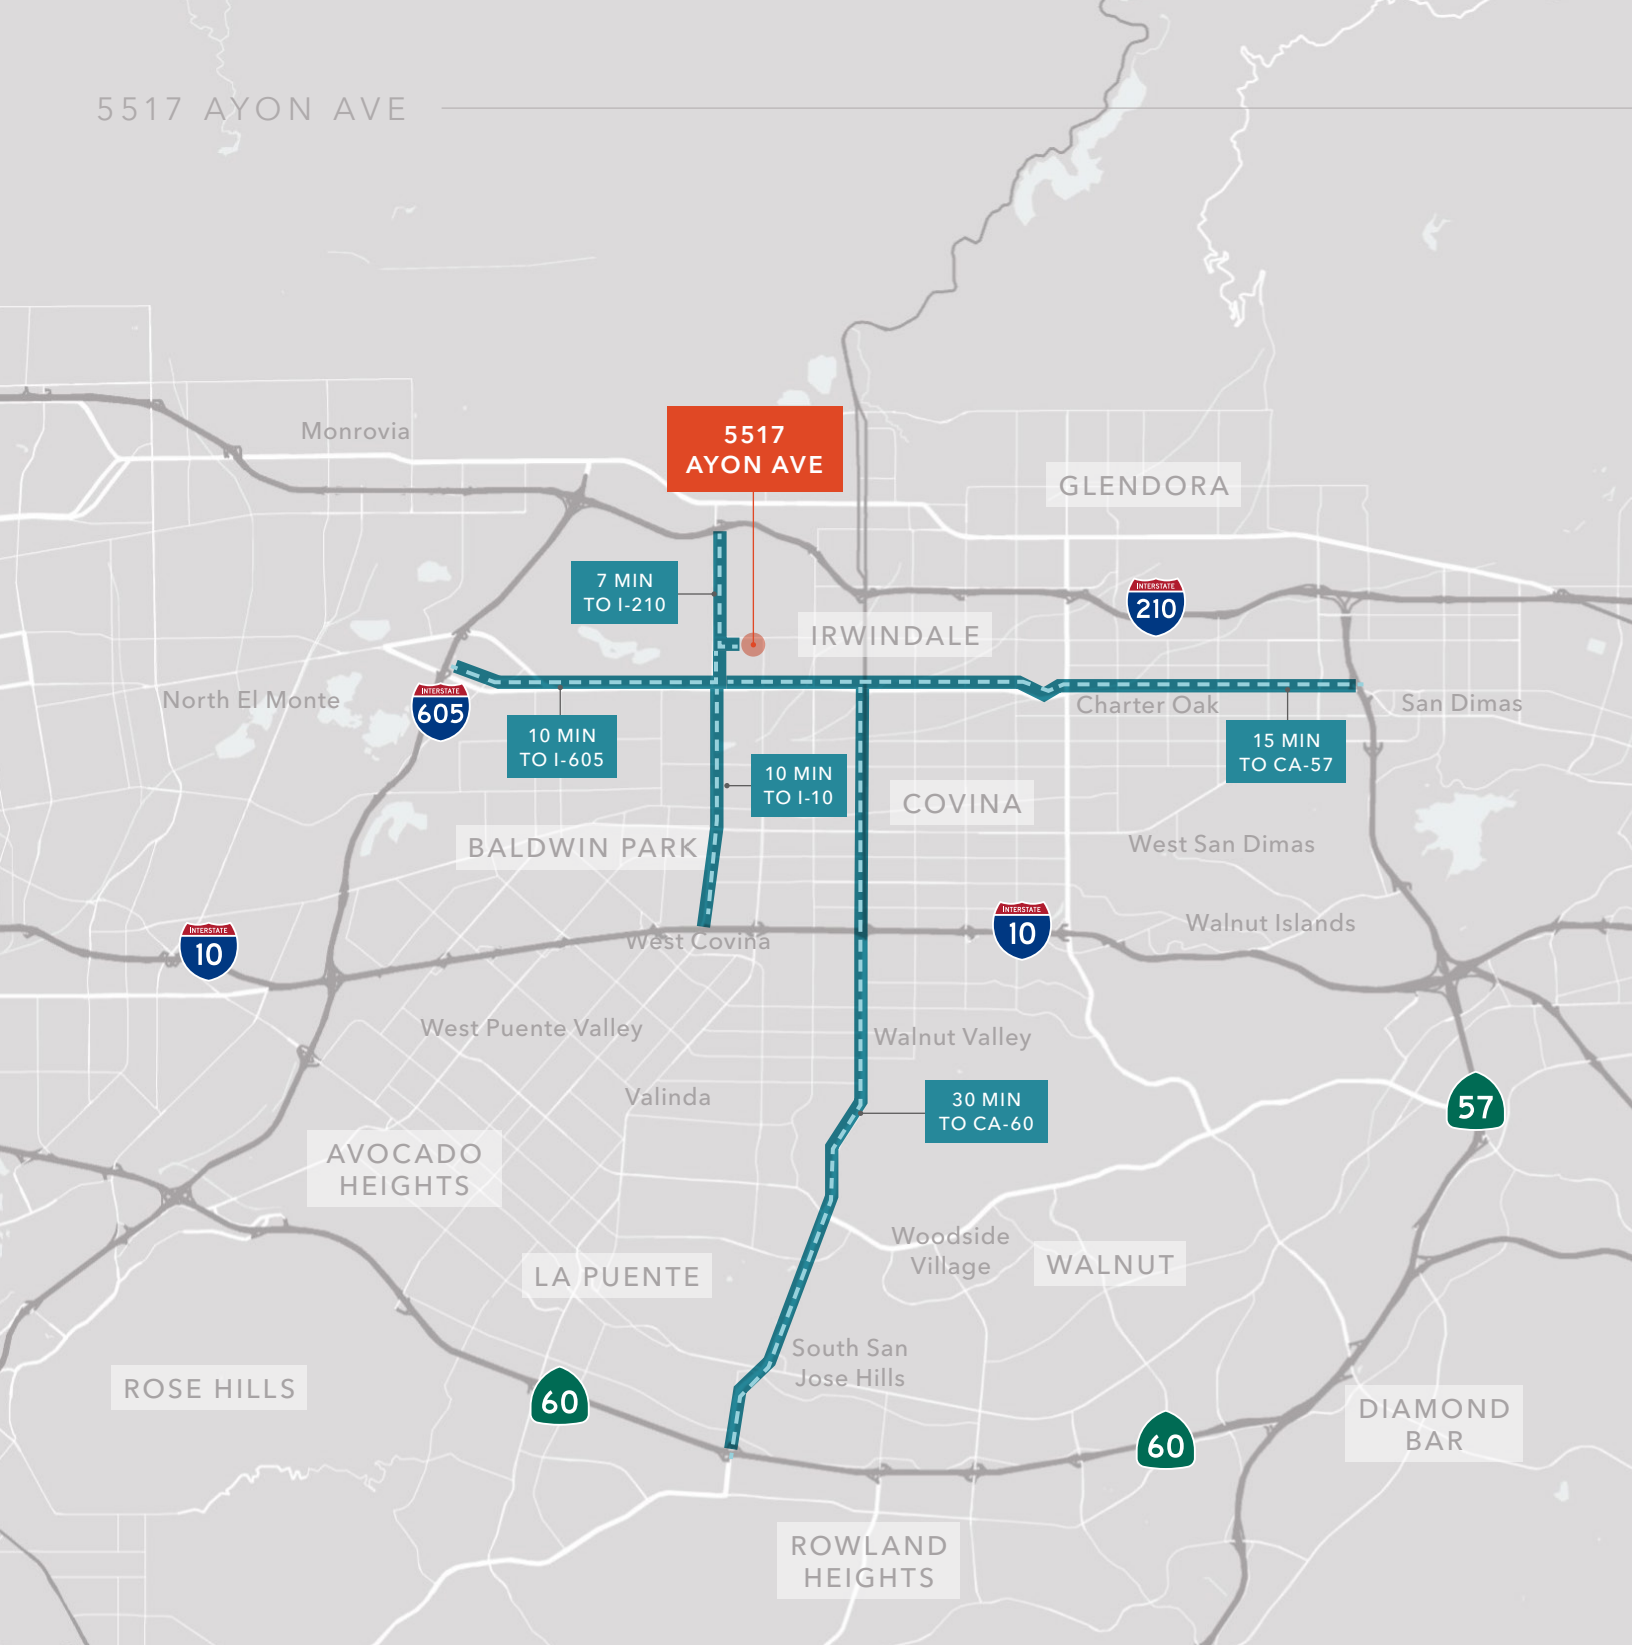 5517 AYON AVE
Monrovia
5517
AYON AVE
GLENDORA
7 MIN
TO I-210
INTERSTATE
210
IRWINDALE
North El Monte
INTERSTATE
605
Charter Oak
San Dimas
10 MIN
TO I-605
15 MIN
TO CA-57
10 MIN
TO I-10
COVINA
BALDWIN PARK
West San Dimas
INTERSTATE
10
West Covina
INTERSTATE
10
Walnut Islands
West Puente Valley
Walnut Valley
Valinda
30 MIN
TO CA-60
57
AVOCADO
HEIGHTS
Woodside
Village
WALNUT
LA PUENTE
South San
Jose Hills
ROSE HILLS
60
60
DIAMOND
BAR
ROWLAND
HEIGHTS